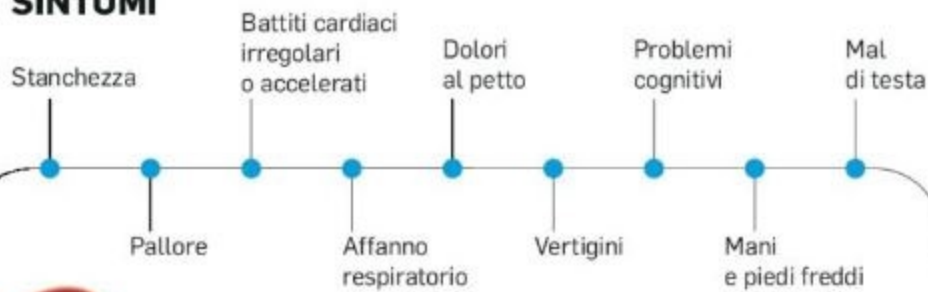 SINTOMI
Stanchezza
Pallore
Battiti cardiaci
irregolari
o accelerati
Affanno
respiratorio
Dolori
al petto
Vertigini
Problemi
cognitivi
Mani
e piedi freddi
Mal
di testa